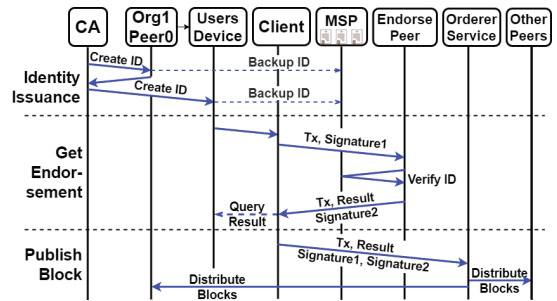 CA
Org1
Peer0
Users
Device
Client
MSP
Endorse
Peer
Orderer
Service
Other
Peers
Identity
Issuance
Create ID
Backup ID
Create ID
Backup ID
Get
Endor-
sement
Tx, Signature1
Verify ID
Tx, Result
Signature2
Query
Result
Publish
Block
Tx, Result
Signature1, Signature2
Distribute
Blocks
Distribute
Blocks